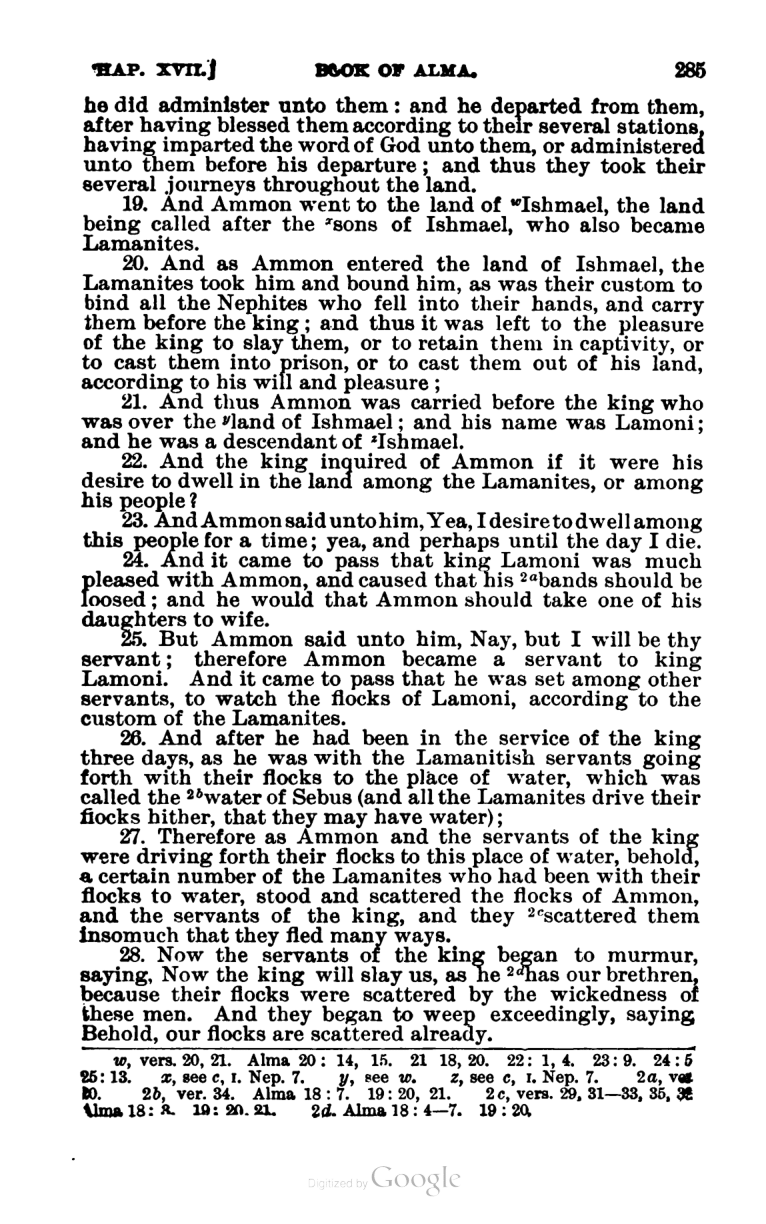 HAP. XVII.] BOOK OF ALMA. 285
he did administer unto them: and he departed from them,
after having blessed them according to their several stations,
having imparted the word of God unto them, or administered
unto them before his departure; and thus they took their
several journeys throughout the land.
19. And Ammon went to the land of ʷIshmael, the land
being called after the ˣsons of Ishmael, who also became
Lamanites.
20. And as Ammon entered the land of Ishmael, the
Lamanites took him and bound him, as was their custom to
bind all the Nephites who fell into their hands, and carry
them before the king; and thus it was left to the pleasure
of the king to slay them, or to retain them in captivity, or
to cast them into prison, or to cast them out of his land,
according to his will and pleasure;
21. And thus Ammon was carried before the king who
was over the ʸland of Ishmael; and his name was Lamoni;
and he was a descendant of ᶻIshmael.
22. And the king inquired of Ammon if it were his
desire to dwell in the land among the Lamanites, or among
his people?
23. And Ammon said unto him, Yea, I desire to dwell among
this people for a time; yea, and perhaps until the day I die.
24. And it came to pass that king Lamoni was much
pleased with Ammon, and caused that his ²ᵃbands should be
loosed; and he would that Ammon should take one of his
daughters to wife.
25. But Ammon said unto him, Nay, but I will be thy
servant; therefore Ammon became a servant to king
Lamoni. And it came to pass that he was set among other
servants, to watch the flocks of Lamoni, according to the
custom of the Lamanites.
26. And after he had been in the service of the king
three days, as he was with the Lamanitish servants going
forth with their flocks to the place of water, which was
called the ²ᵇwater of Sebus (and all the Lamanites drive their
flocks hither, that they may have water);
27. Therefore as Ammon and the servants of the king
were driving forth their flocks to this place of water, behold,
a certain number of the Lamanites who had been with their
flocks to water, stood and scattered the flocks of Ammon,
and the servants of the king, and they ²ᶜscattered them
insomuch that they fled many ways.
28. Now the servants of the king began to murmur,
saying, Now the king will slay us, as he ²ᵈhas our brethren,
because their flocks were scattered by the wickedness of
these men. And they began to weep exceedingly, saying
Behold, our flocks are scattered already.
w, vers. 20, 21. Alma 20: 14, 15. 21 18, 20. 22: 1, 4. 23: 9. 24: 5
25: 13. x, see c, I. Nep. 7. y, see w. z, see c, I. Nep. 7. 2a, ver
20. 2b, ver. 34. Alma 18: 7. 19: 20, 21. 2c, vers. 29, 31—33, 35,
Alma 18: 19: 20, 21. 2d. Alma 18: 4—7. 19: 20,
Digitized by Google